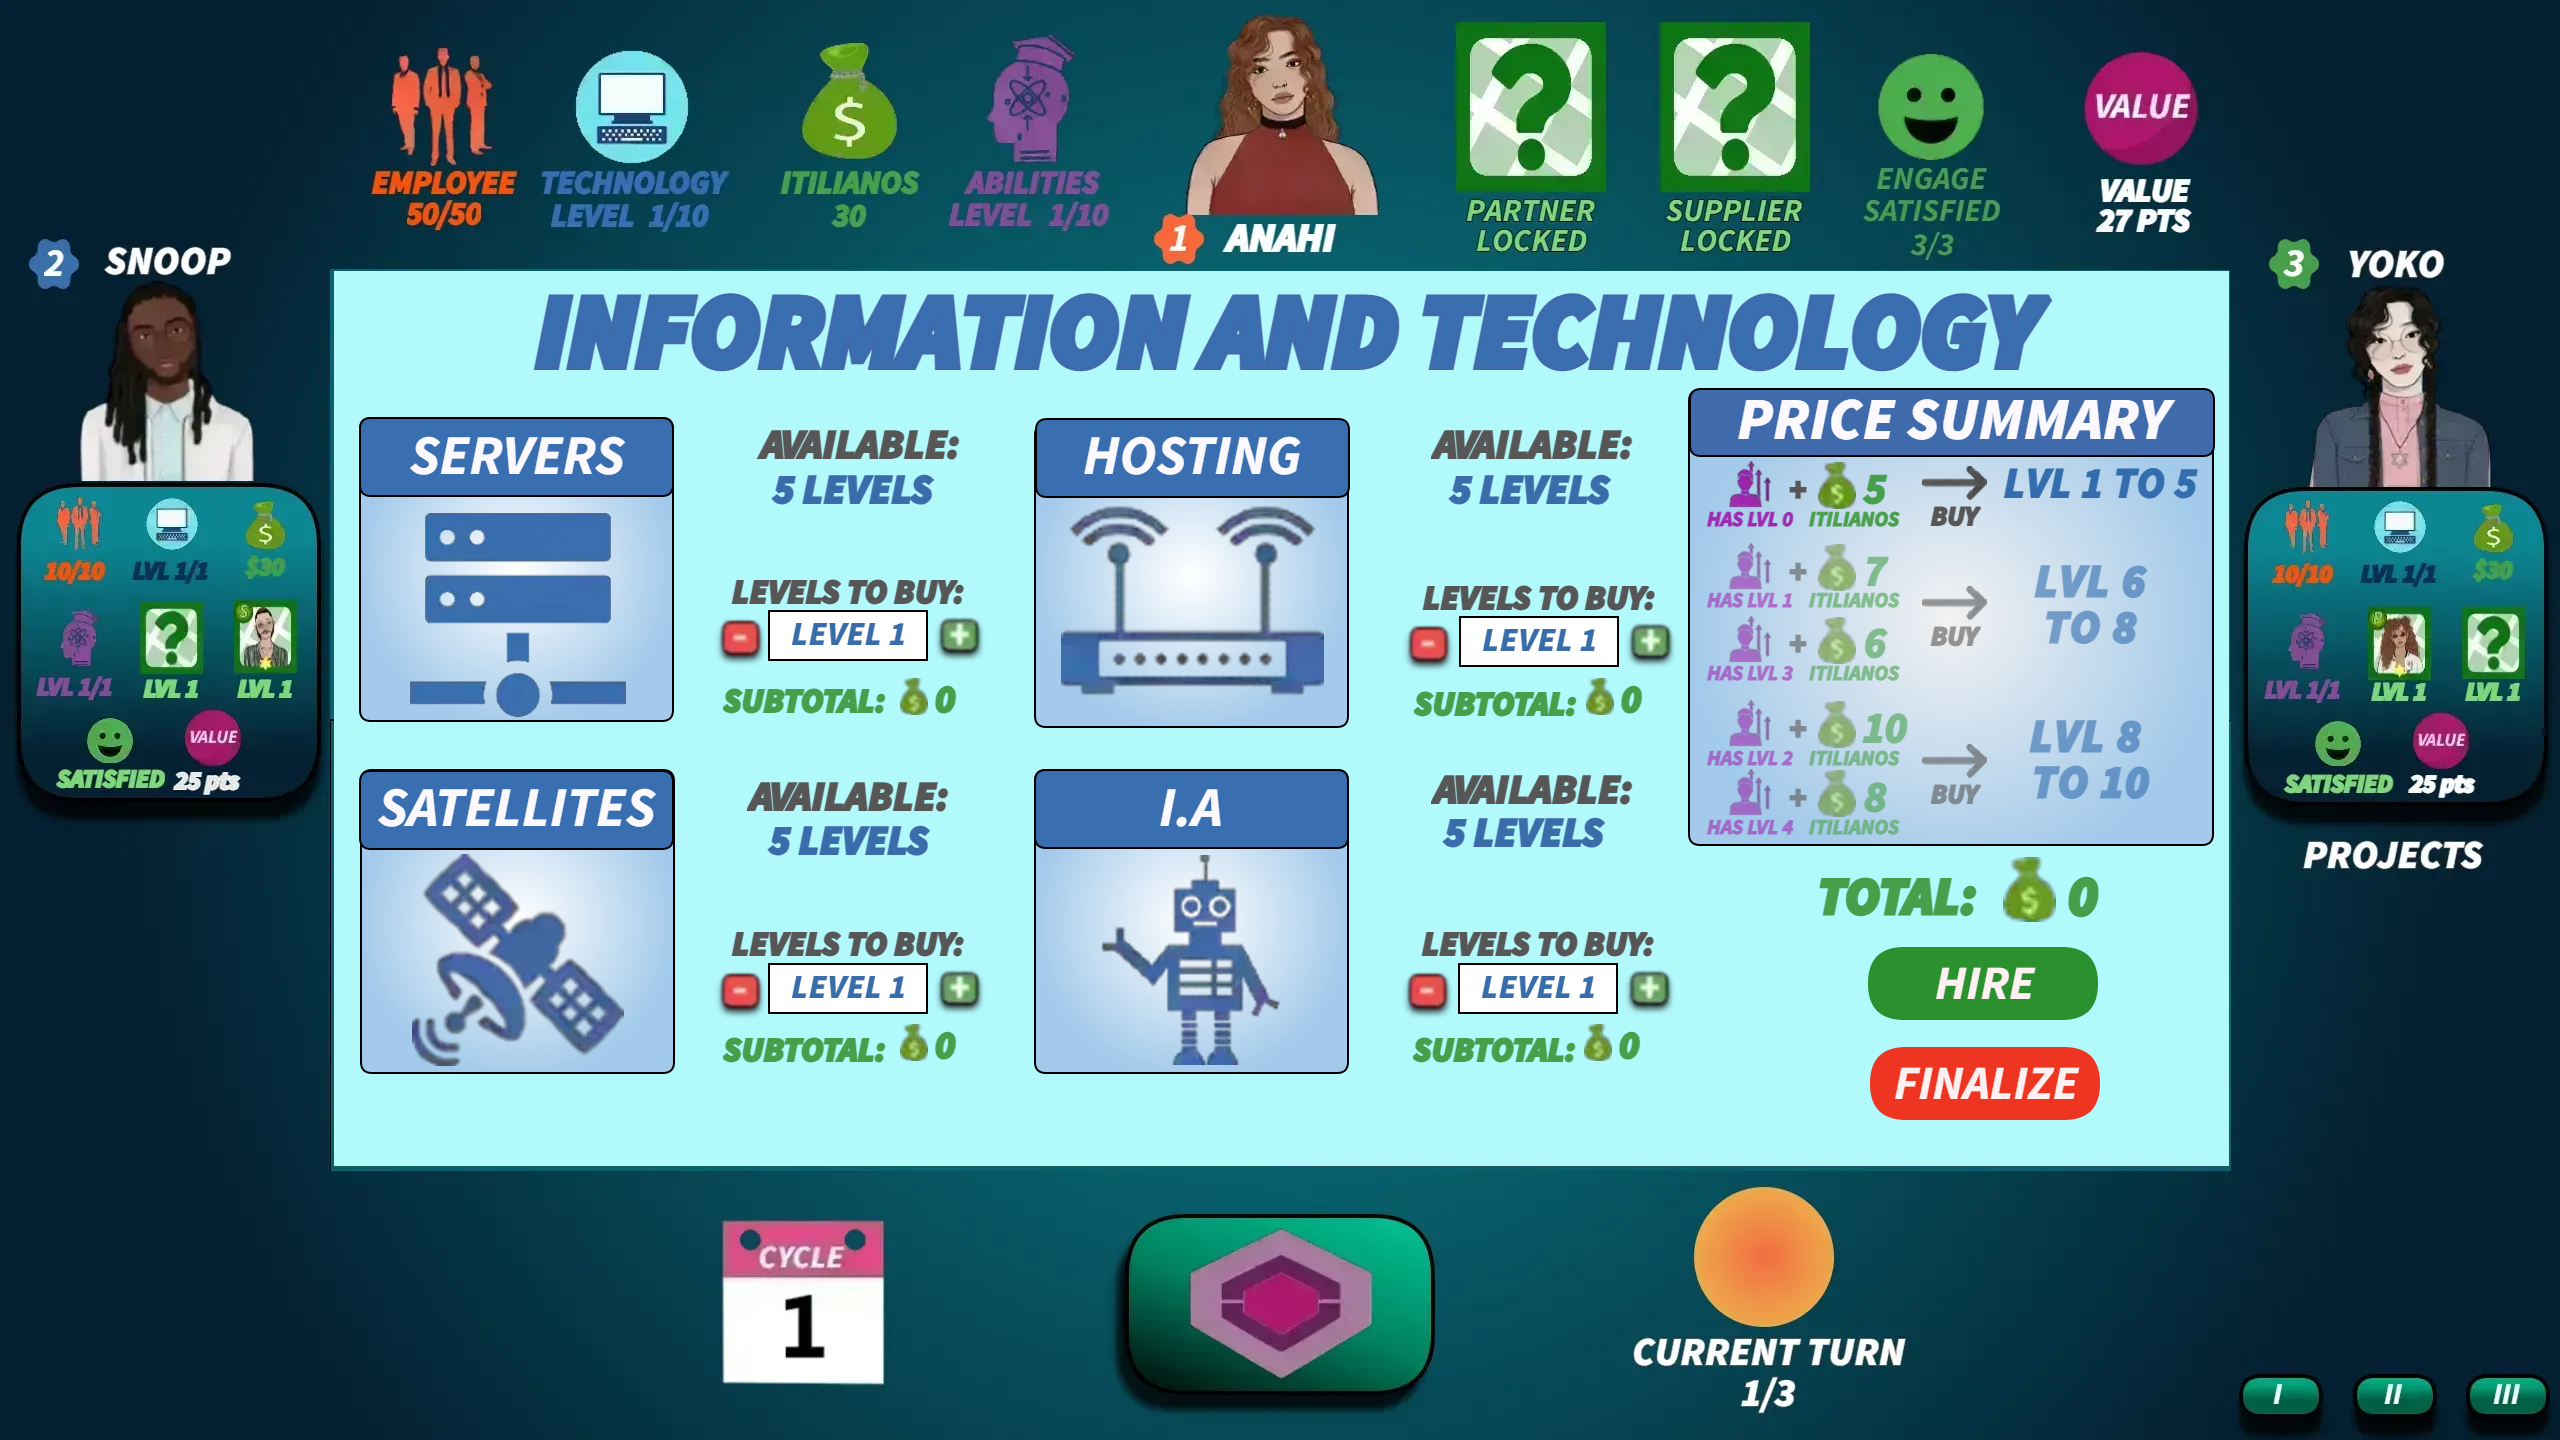 EMPLOYEE
50/50
TECHNOLOGY
LEVEL 1/10
ITILIANOS
30
ABILITIES
LEVEL 1/10
1 ANAHI
PARTNER
LOCKED
SUPPLIER
LOCKED
ENGAGE
SATISFIED
3/3
VALUE
VALUE
27 PTS
2 SNOOP
10/10
LVL 1/1
$30
LVL 1/1
LVL 1
LVL 1
VALUE
SATISFIED
25 pts
3 YOKO
10/10
LVL 1/1
$30
LVL 1/1
LVL 1
LVL 1
VALUE
SATISFIED
25 pts
PROJECTS
INFORMATION AND TECHNOLOGY
SERVERS
AVAILABLE:
5 LEVELS
LEVELS TO BUY:
- LEVEL 1 +
SUBTOTAL: $ 0
HOSTING
AVAILABLE:
5 LEVELS
LEVELS TO BUY:
- LEVEL 1 +
SUBTOTAL: $ 0
SATELLITES
AVAILABLE:
5 LEVELS
LEVELS TO BUY:
- LEVEL 1 +
SUBTOTAL: $ 0
I.A
AVAILABLE:
5 LEVELS
LEVELS TO BUY:
- LEVEL 1 +
SUBTOTAL: $ 0
PRICE SUMMARY
+ $ 5
HAS LVL 0 ITILIANOS
BUY
LVL 1 TO 5
+ $ 7
HAS LVL 1 ITILIANOS
+ $ 6
HAS LVL 3 ITILIANOS
BUY
LVL 6
TO 8
+ $ 10
HAS LVL 2 ITILIANOS
+ $ 8
HAS LVL 4 ITILIANOS
BUY
LVL 8
TO 10
TOTAL: $ 0
HIRE
FINALIZE
CYCLE
1
CURRENT TURN
1/3
I
II
III